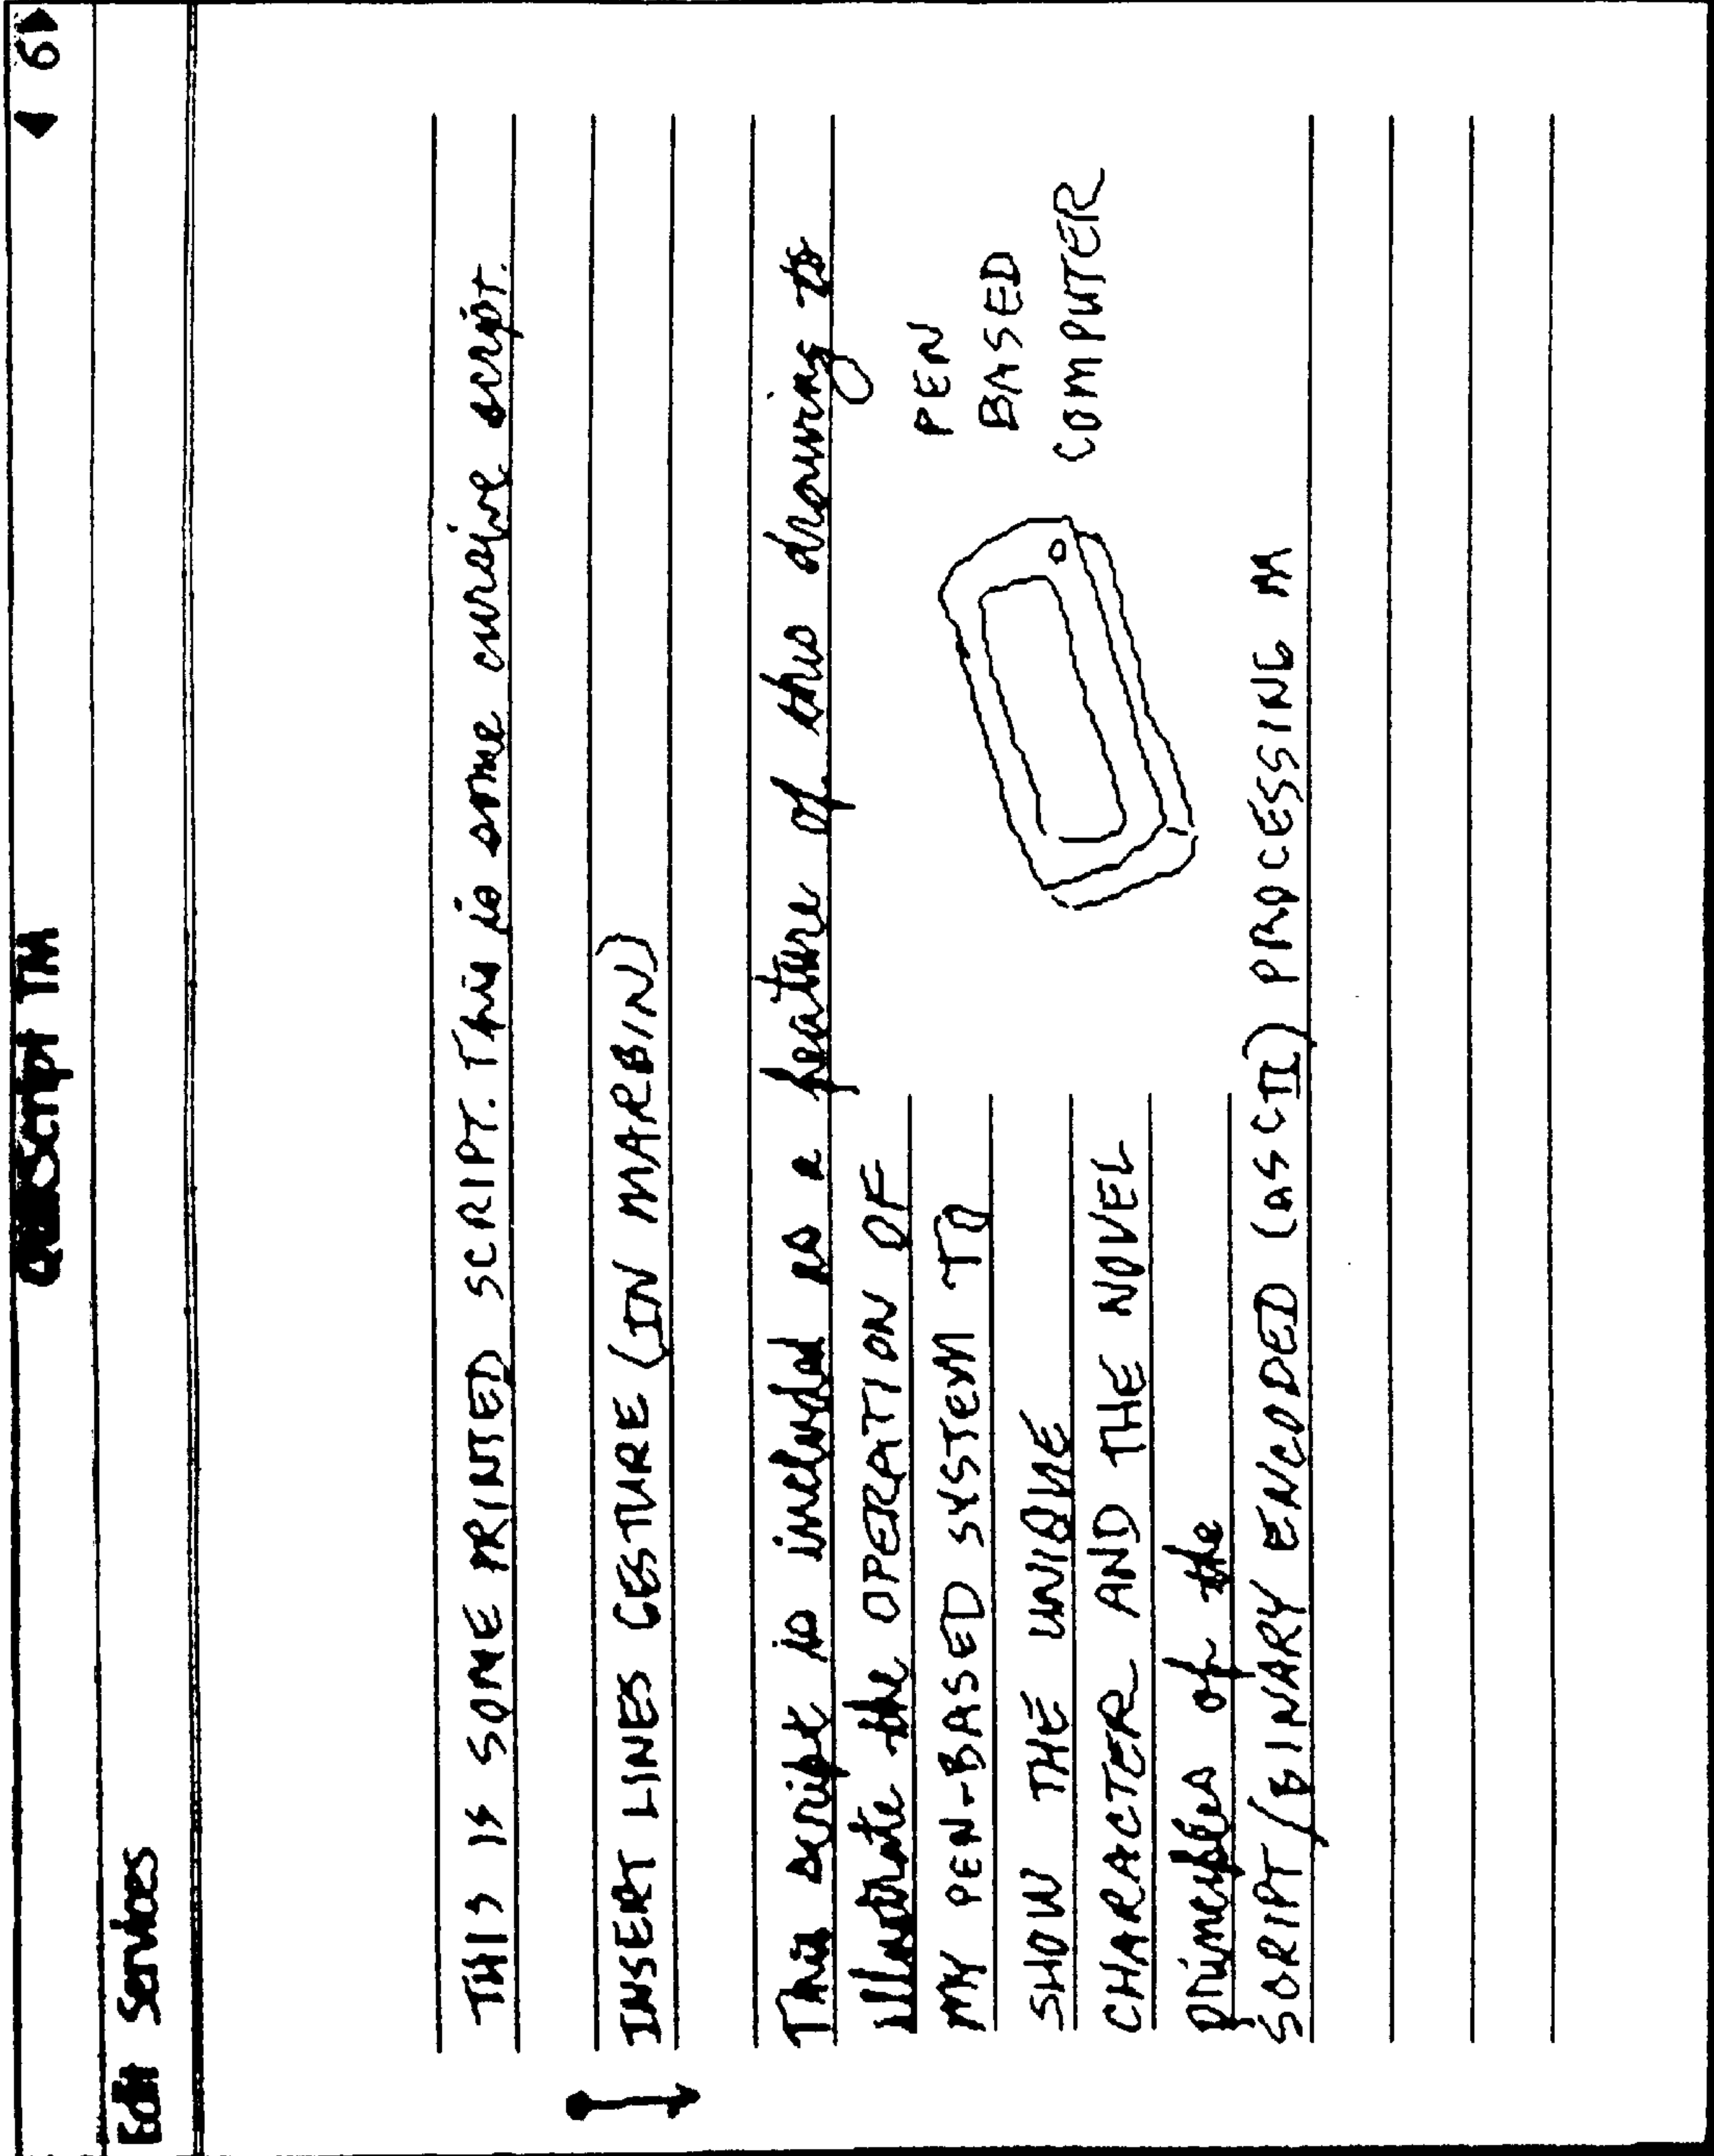 Script TM
◀ 6 ▶
Edit Services
THIS IS SOME PRINTED SCRIPT. This is some cursive script.
INSERT LINES GESTURE (IN MARGIN)
This script is included as a feature of this drawing to
illustrate the OPERATION OF
MY PEN-BASED SYSTEM TO
SHOW THE UNIQUE
CHARACTER AND THE NOVEL
principles of the
SCRIPT/BINARY ENCODED (ASCII) PROCESSING M
PEN
BASED
COMPUTER